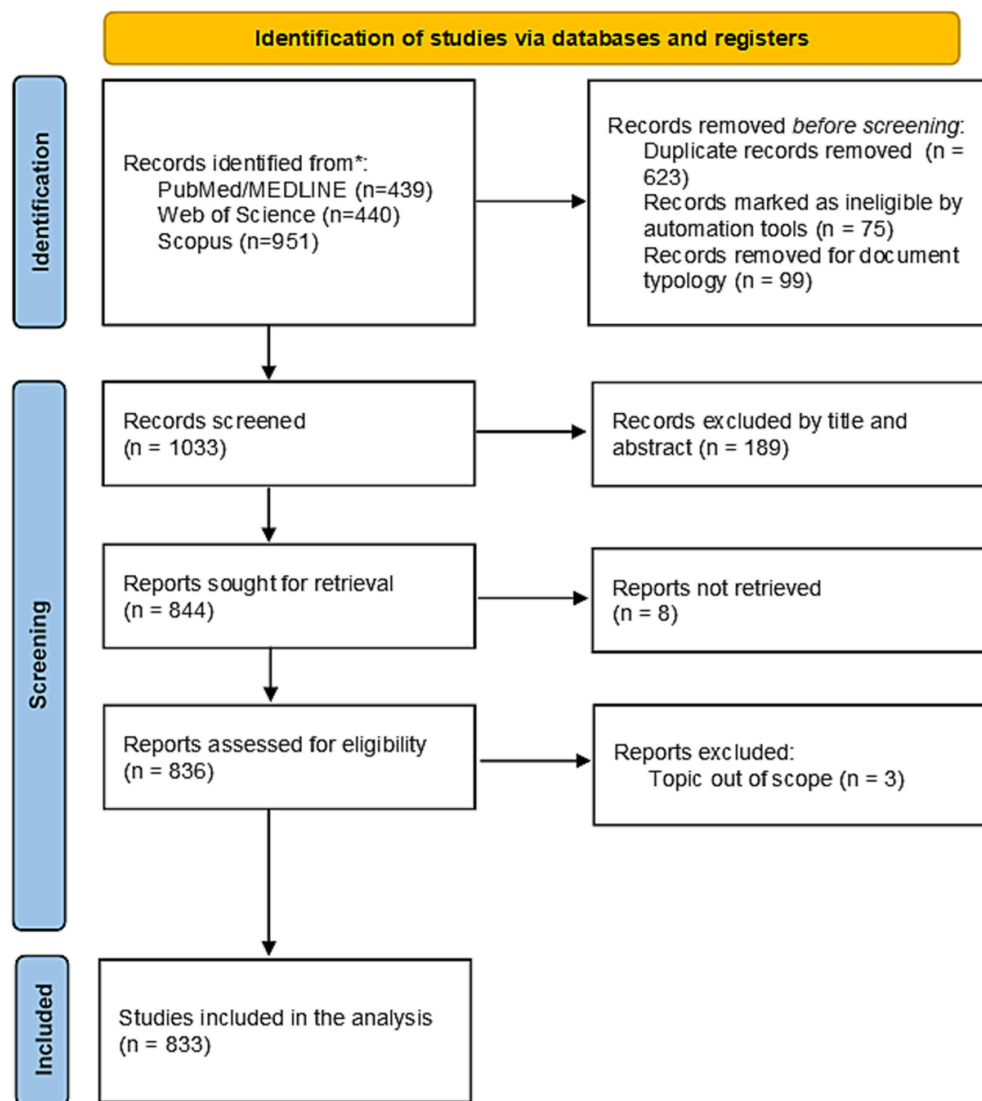 Identification of studies via databases and registers
Identification
Records identified from*:
PubMed/MEDLINE (n=439)
Web of Science (n=440)
Scopus (n=951)
Records removed before screening:
Duplicate records removed (n =
623)
Records marked as ineligible by
automation tools (n = 75)
Records removed for document
typology (n = 99)
Screening
Records screened
(n = 1033)
Records excluded by title and
abstract (n = 189)
Reports sought for retrieval
(n = 844)
Reports not retrieved
(n = 8)
Reports assessed for eligibility
(n = 836)
Reports excluded:
Topic out of scope (n = 3)
Included
Studies included in the analysis
(n = 833)